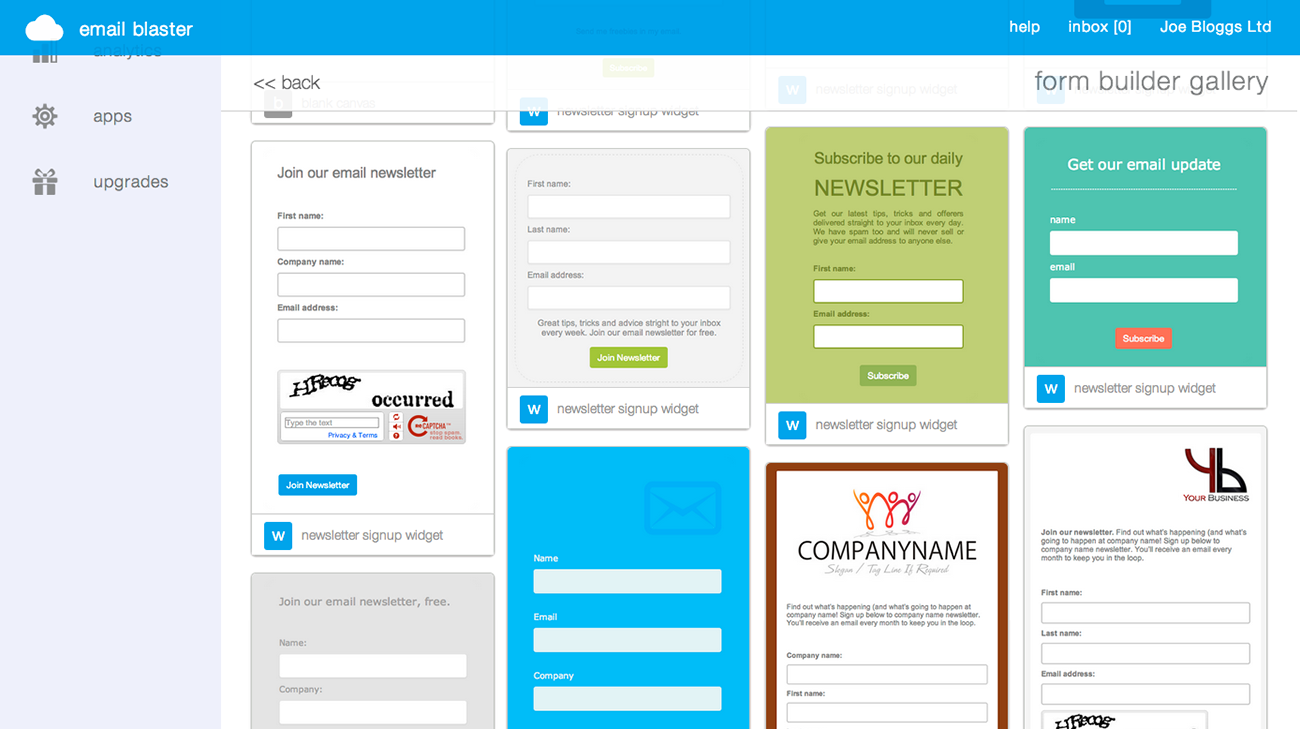 email blaster
help
inbox [0]
Joe Bloggs Ltd
analytics
apps
upgrades
<< back
form builder gallery
b
blank canvas
Subscribe
w
newsletter signup widget
w
newsletter signup widget
w
newsletter signup widget
Join our email newsletter
First name:
Company name:
Email address:
occurred
Type the text
Privacy & Terms
reCAPTCHA™
stop spam.
read books.
Join Newsletter
w
newsletter signup widget
Join our email newsletter, free.
Name:
Company:
First name:
Last name:
Email address:
Great tips, tricks and advice stright to your inbox
every week. Join our email newsletter for free.
Join Newsletter
w
newsletter signup widget
Name
Email
Company
Subscribe to our daily
NEWSLETTER
Get our latest tips, tricks and offerers
delivered straight to your inbox every day.
We have spam too and will never sell or
give your email address to anyone else.
First name:
Email address:
Subscribe
w
newsletter signup widget
COMPANYNAME
Slogan / Tag Line If Required
Find out what's happening (and what's going to happen at
company name! Sign up below to company name newsletter.
You'll receive an email every month to keep you in the loop.
Company name:
First name:
Get our email update
name
email
Subscribe
w
newsletter signup widget
yb
YOUR BUSINESS
Join our newsletter. Find out what's happening (and what's
going to happen at company name! Sign up below to
company name newsletter. You'll receive an email every
month to keep you in the loop.
First name:
Last name:
Email address: